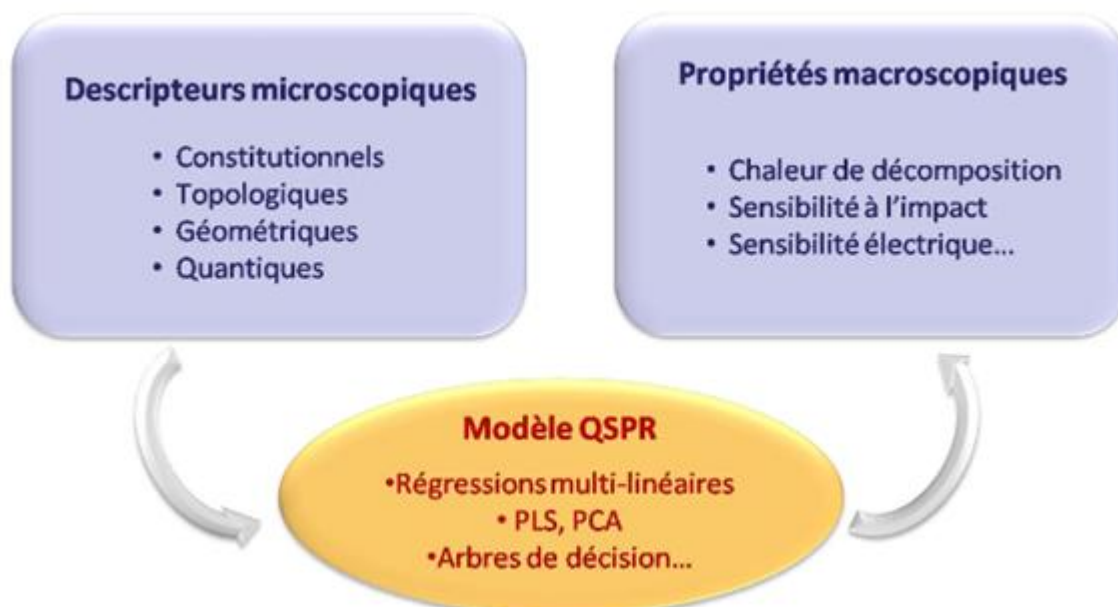 Descripteurs microscopiques
• Constitutionnels
• Topologiques
• Géométriques
• Quantiques
Propriétés macroscopiques
• Chaleur de décomposition
• Sensibilité à l'impact
• Sensibilité électrique...
Modèle QSPR
•Régressions multi-linéaires
• PLS, PCA
•Arbres de décision...